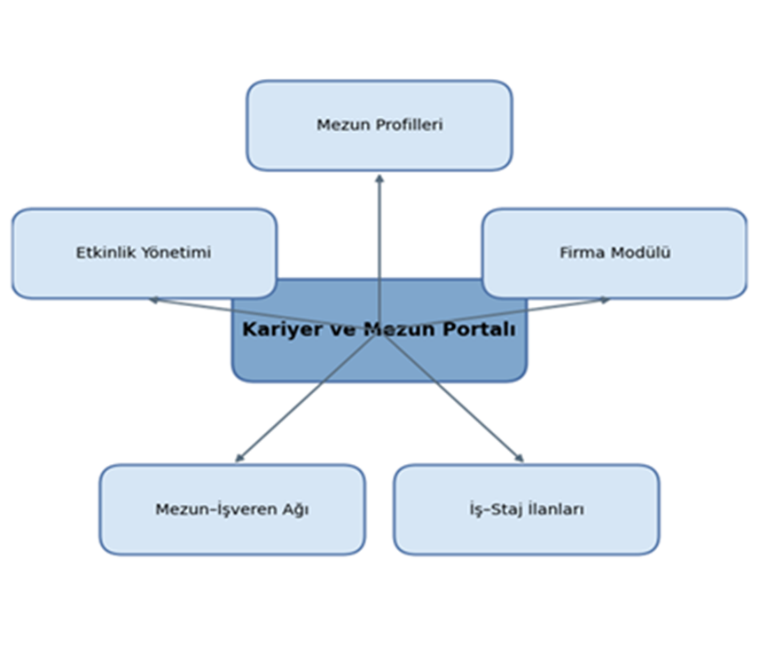 Mezun Profilleri
Etkinlik Yönetimi
Firma Modülü
Kariyer ve Mezun Portalı
Mezun–İşveren Ağı
İş–Staj İlanları